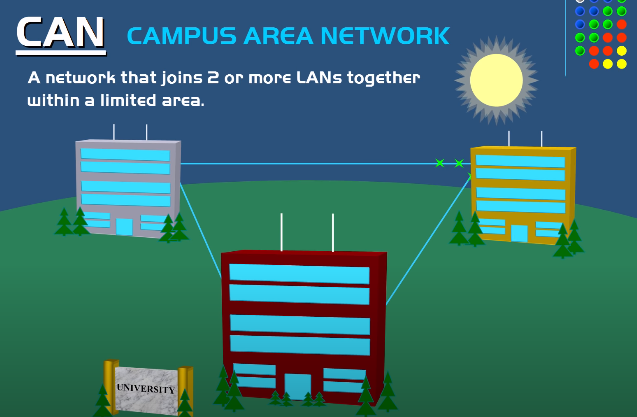 CAN CAMPUS AREA NETWORK
A network that joins 2 or more LANs together
within a limited area.
UNIVERSITY